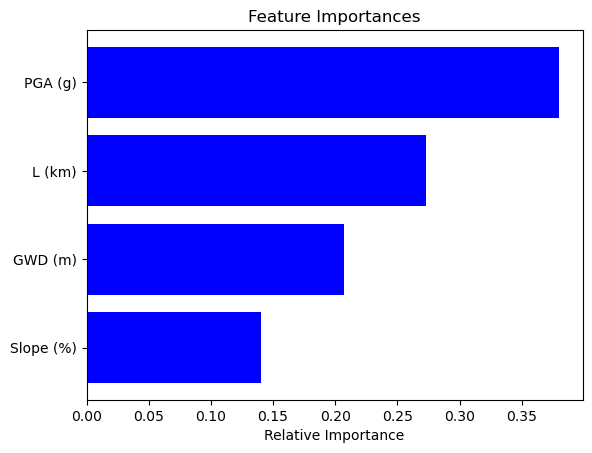 Feature Importances
PGA (g)
L (km)
GWD (m)
Slope (%)
0.00 0.05 0.10 0.15 0.20 0.25 0.30 0.35
Relative Importance